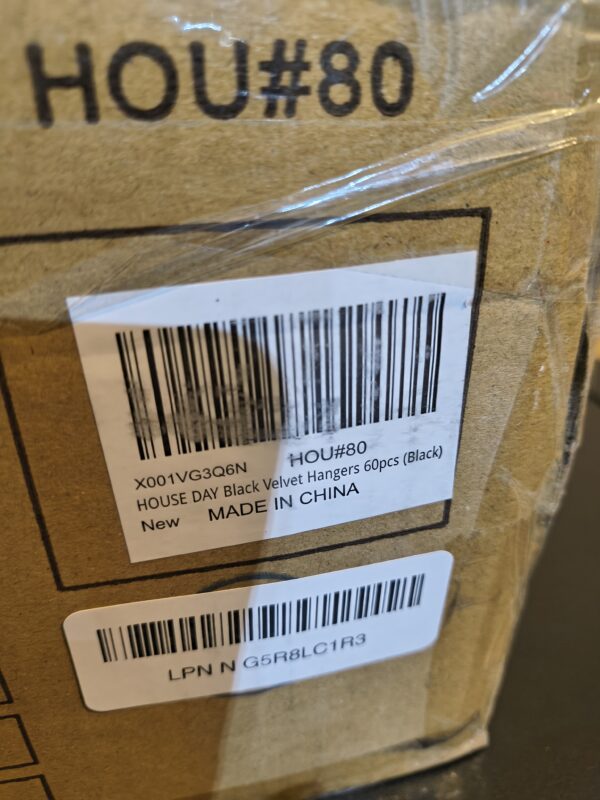 HOU#80
X001VG3Q6N HOU#80
HOUSE DAY Black Velvet Hangers 60pcs (Black)
New MADE IN CHINA
LPN N G5R8LC1R3